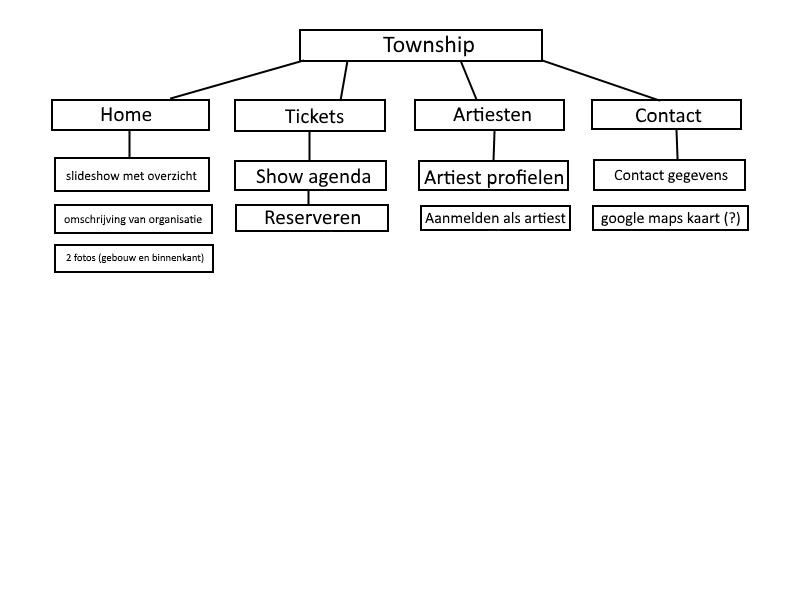 Township
Home
Tickets
Artiesten
Contact
slideshow met overzicht
Show agenda
Artiest profielen
Contact gegevens
omschrijving van organisatie
Reserveren
Aanmelden als artiest
google maps kaart (?)
2 fotos (gebouw en binnenkant)